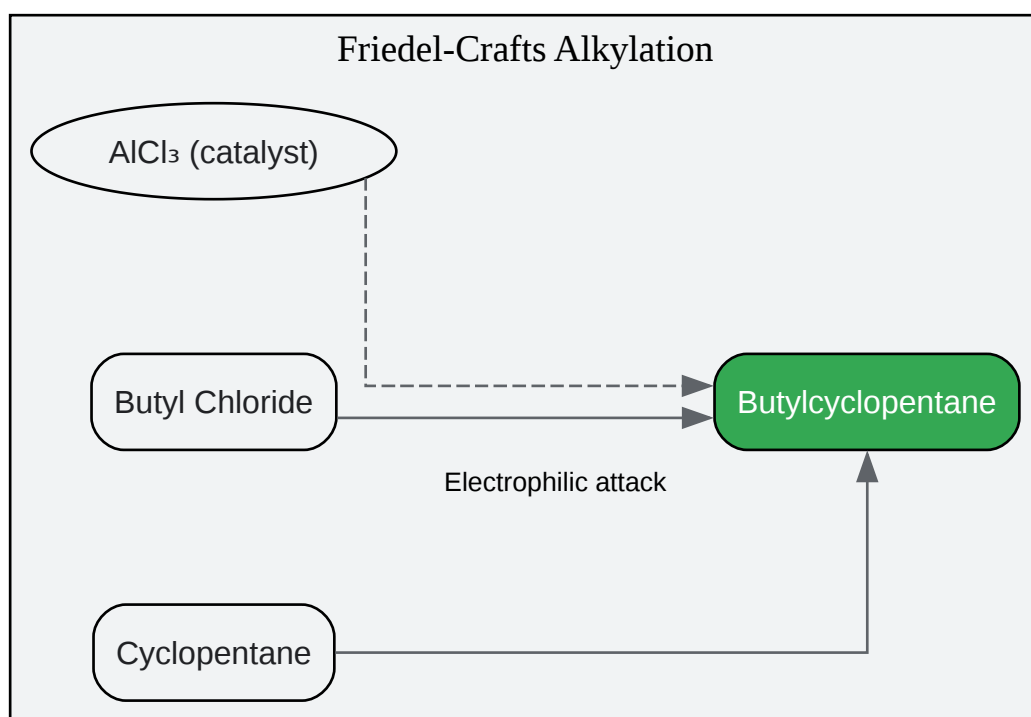 Friedel-Crafts Alkylation
AlCl₃ (catalyst)
Butyl Chloride
Butylcyclopentane
Electrophilic attack
Cyclopentane